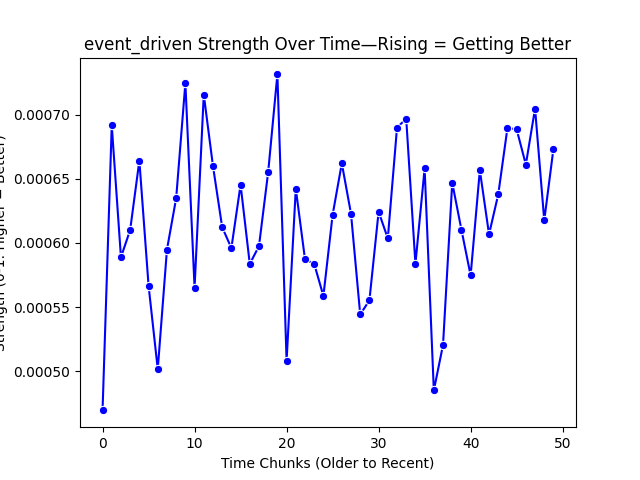 event_driven Strength Over Time—Rising = Getting Better
0.00070
0.00065
0.00060
0.00055
0.00050
Strength (0-1: Higher = Better)
0 10 20 30 40 50
Time Chunks (Older to Recent)